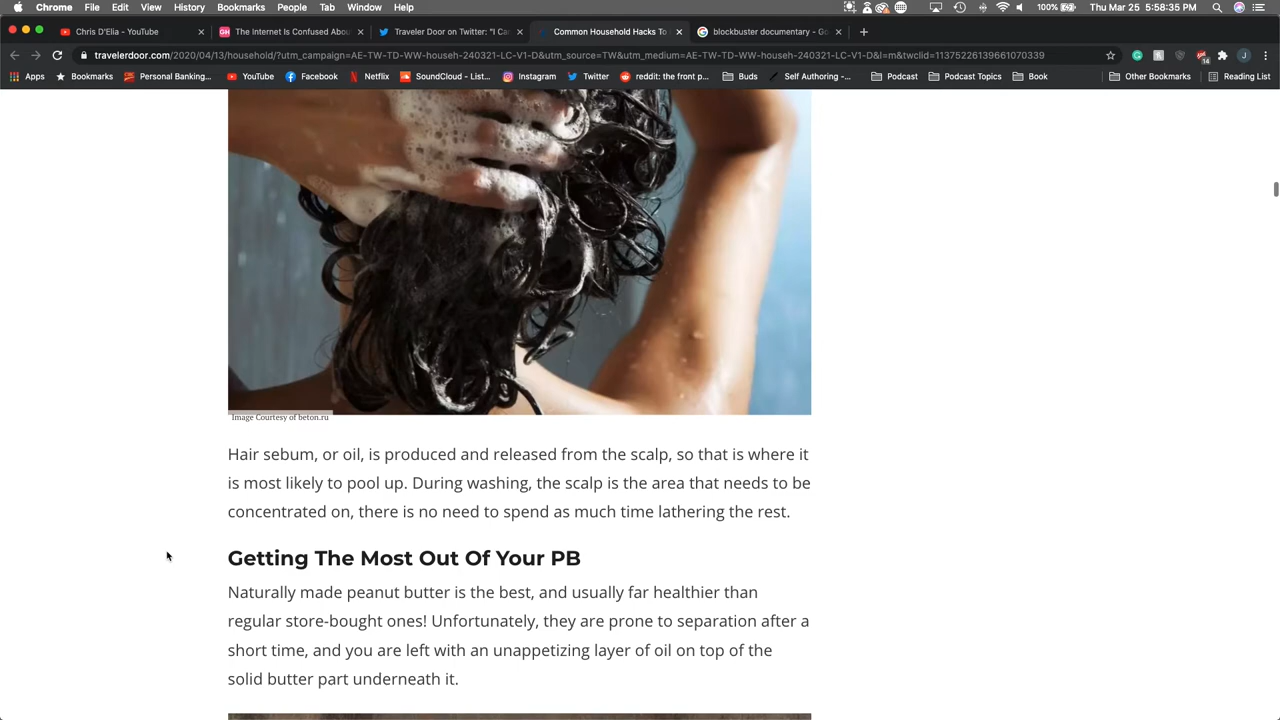 Chrome File Edit View History Bookmarks People Tab Window Help 100% Thu Mar 25 5:58:35 PM
Chris D'Elia - YouTube The Internet Is Confused Abou Traveler Door on Twitter: "I Ca Common Household Hacks To blockbuster documentary - Go
travelerdoor.com/2020/04/13/household/?utm_campaign=AE-TW-TD-WW-househ-240321-LC-V1-D&utm_source=TW&utm_medium=AE-TW-TD-WW-househ-240321-LC-V1-D&l=m&twclid=11375226139661070339
Apps Bookmarks Personal Banking... YouTube Facebook Netflix SoundCloud - List... Instagram Twitter reddit: the front p... Buds Self Authoring -... Podcast Podcast Topics Book Other Bookmarks Reading List
Image Courtesy of beton.ru
Hair sebum, or oil, is produced and released from the scalp, so that is where it
is most likely to pool up. During washing, the scalp is the area that needs to be
concentrated on, there is no need to spend as much time lathering the rest.
Getting The Most Out Of Your PB
Naturally made peanut butter is the best, and usually far healthier than
regular store-bought ones! Unfortunately, they are prone to separation after a
short time, and you are left with an unappetizing layer of oil on top of the
solid butter part underneath it.